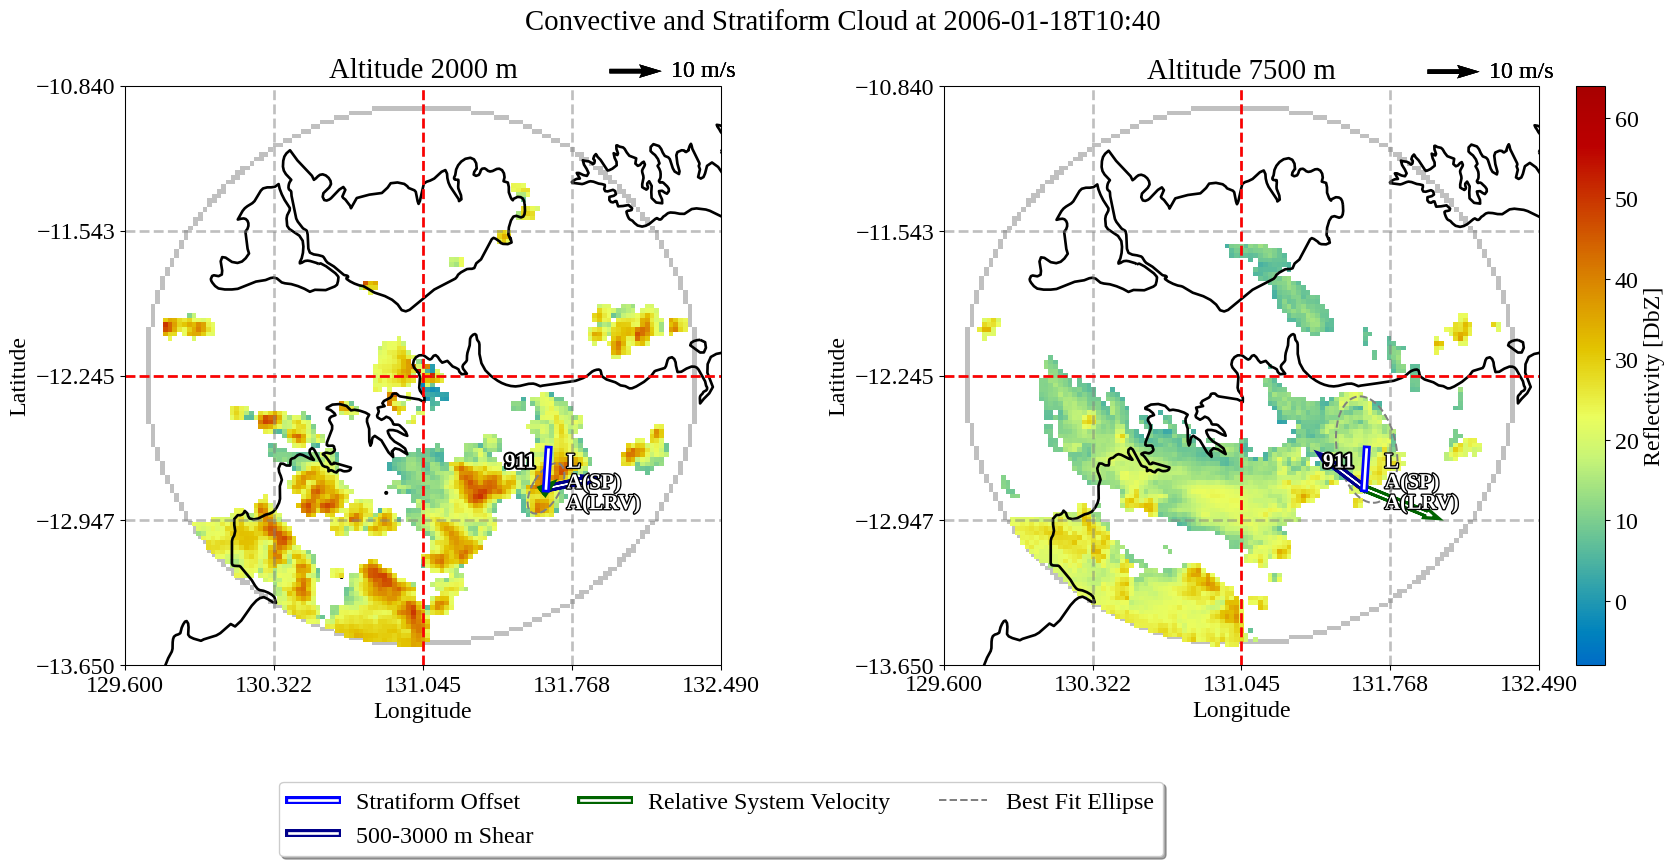 Convective and Stratiform Cloud at 2006-01-18T10:40
Altitude 2000 m
10 m/s
−10.840
−11.543
−12.245
−12.947
−13.650
129.600
130.322
131.045
131.768
132.490
Latitude
Longitude
911
L
A(SP)
A(LRV)
Altitude 7500 m
10 m/s
−10.840
−11.543
−12.245
−12.947
−13.650
129.600
130.322
131.045
131.768
132.490
Latitude
Longitude
911
L
A(SP)
A(LRV)
60
50
40
30
20
10
0
Reflectivity [DbZ]
Stratiform Offset
500-3000 m Shear
Relative System Velocity
Best Fit Ellipse